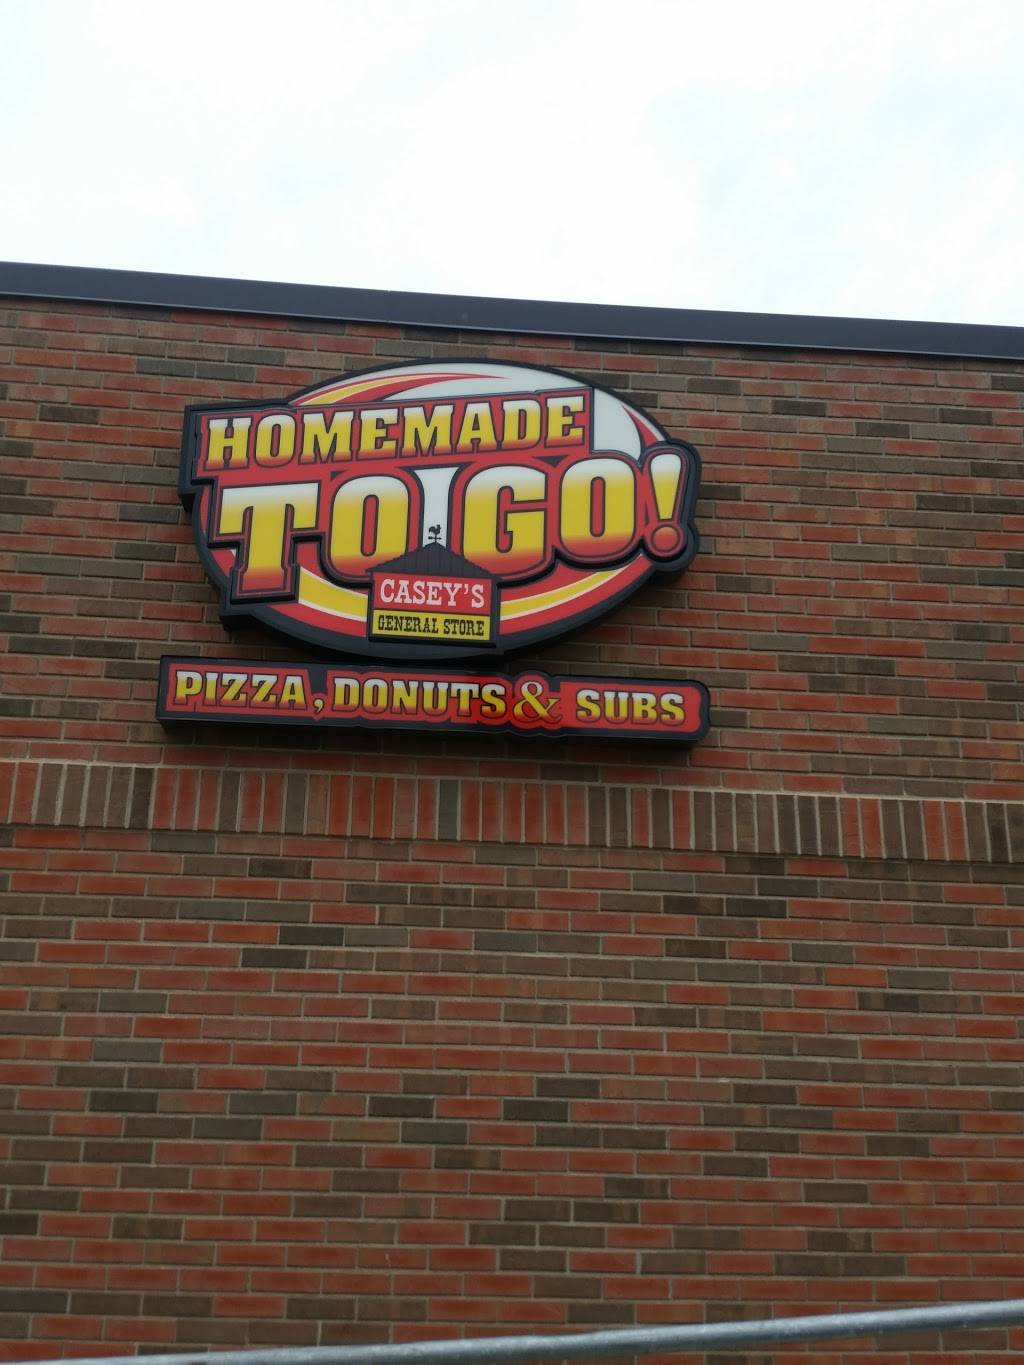 HOMEMADE
TO GO!
CASEY'S
GENERAL STORE
PIZZA, DONUTS & SUBS